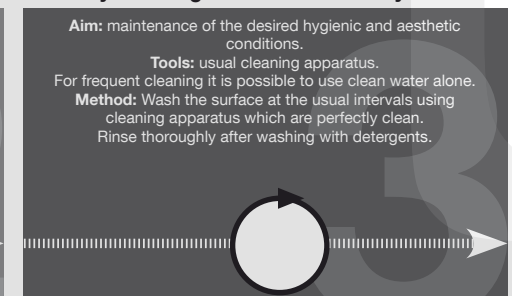 Aim: maintenance of the desired hygienic and aesthetic
conditions.
Tools: usual cleaning apparatus.
For frequent cleaning it is possible to use clean water alone.
Method: Wash the surface at the usual intervals using
cleaning apparatus which are perfectly clean.
Rinse thoroughly after washing with detergents.
3